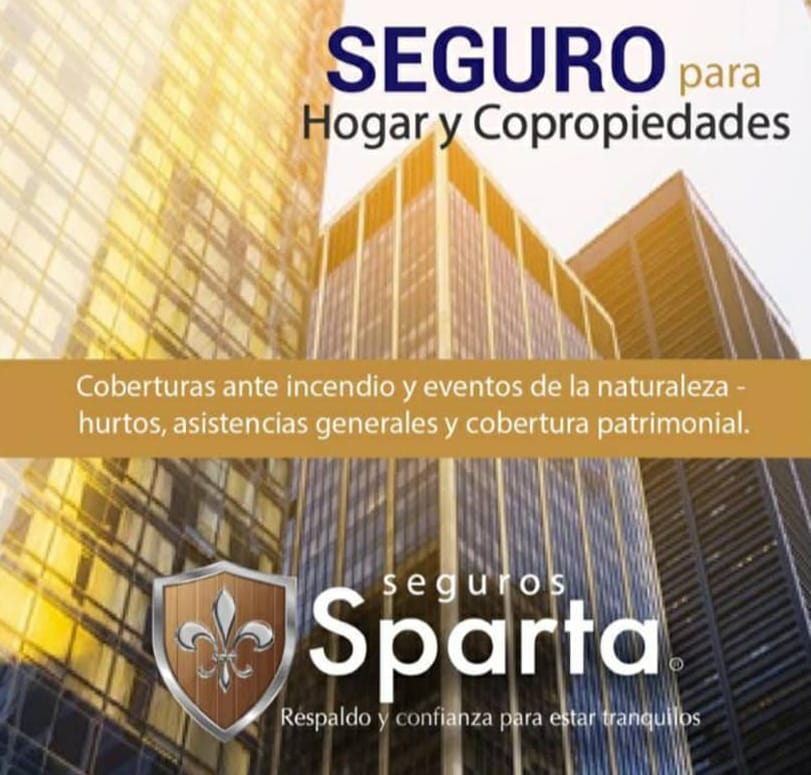 SEGURO para
Hogar y Copropiedades
Coberturas ante incendio y eventos de la naturaleza -
hurtos, asistencias generales y cobertura patrimonial.
seguros
Sparta®
Respaldo y confianza para estar tranquilos